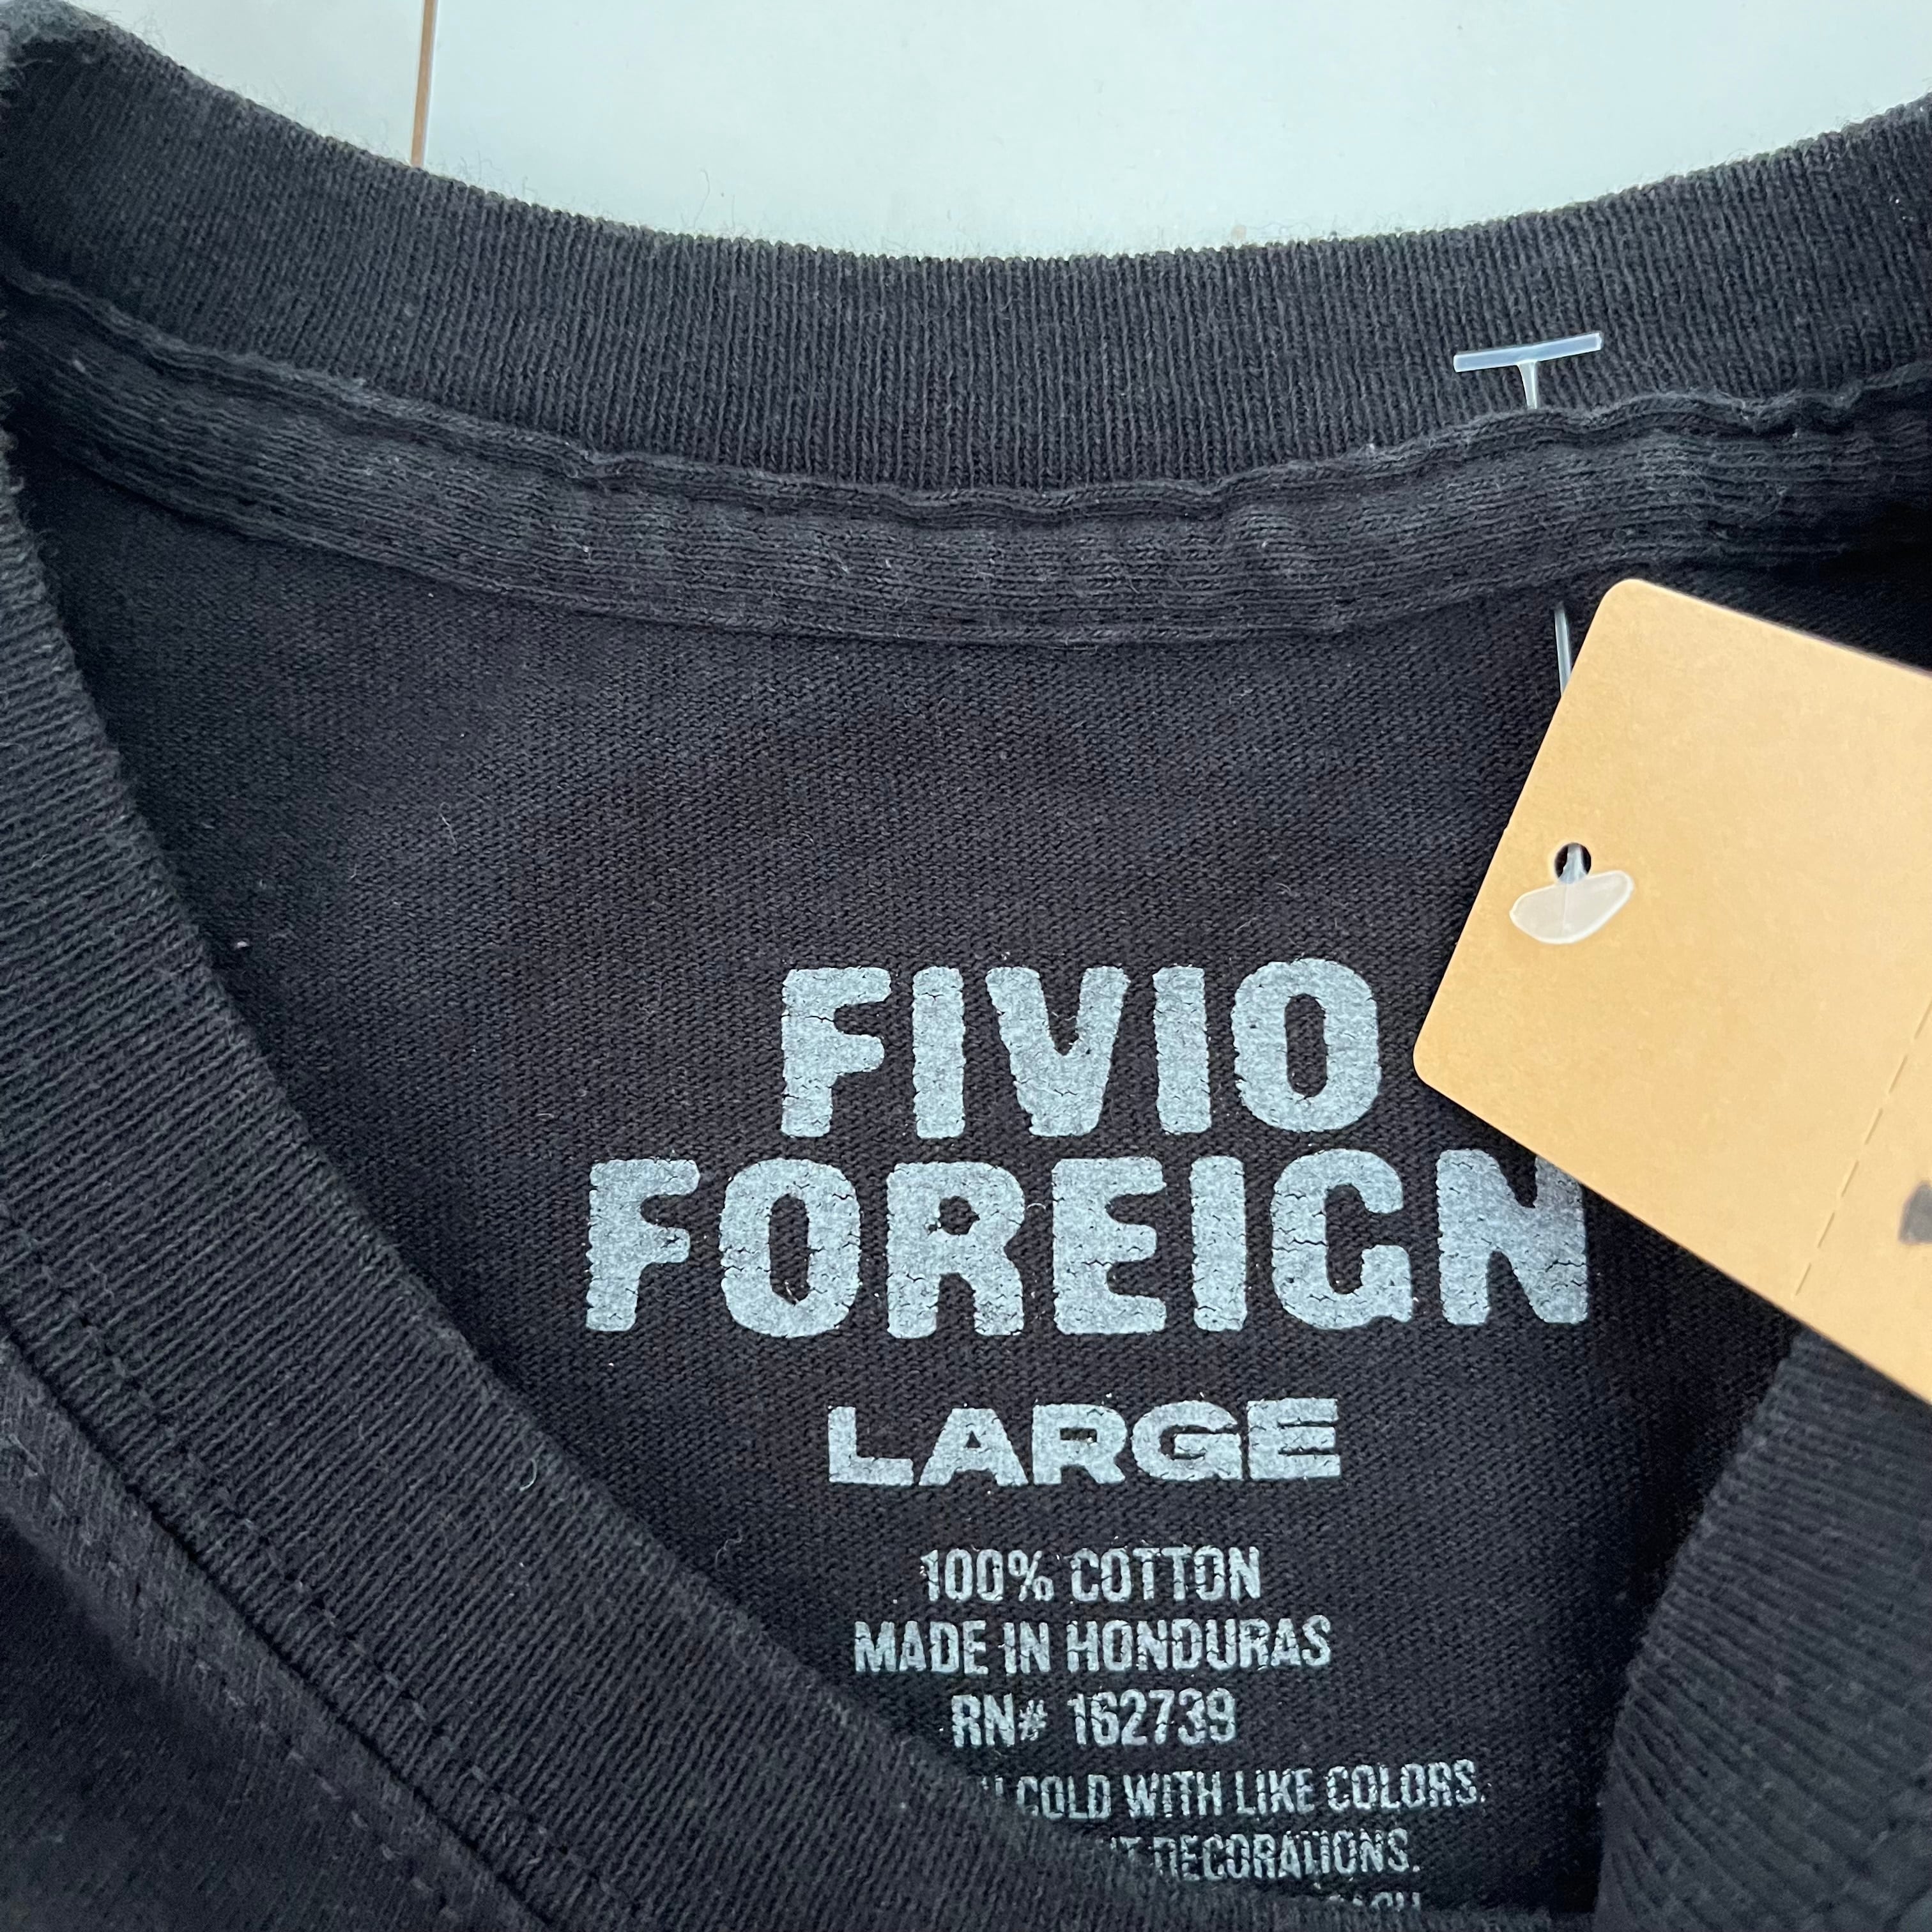 FIVIO
FOREIGN
LARGE
100% COTTON
MADE IN HONDURAS
RN# 162739
COLD WITH LIKE COLORS.
DECORATIONS.